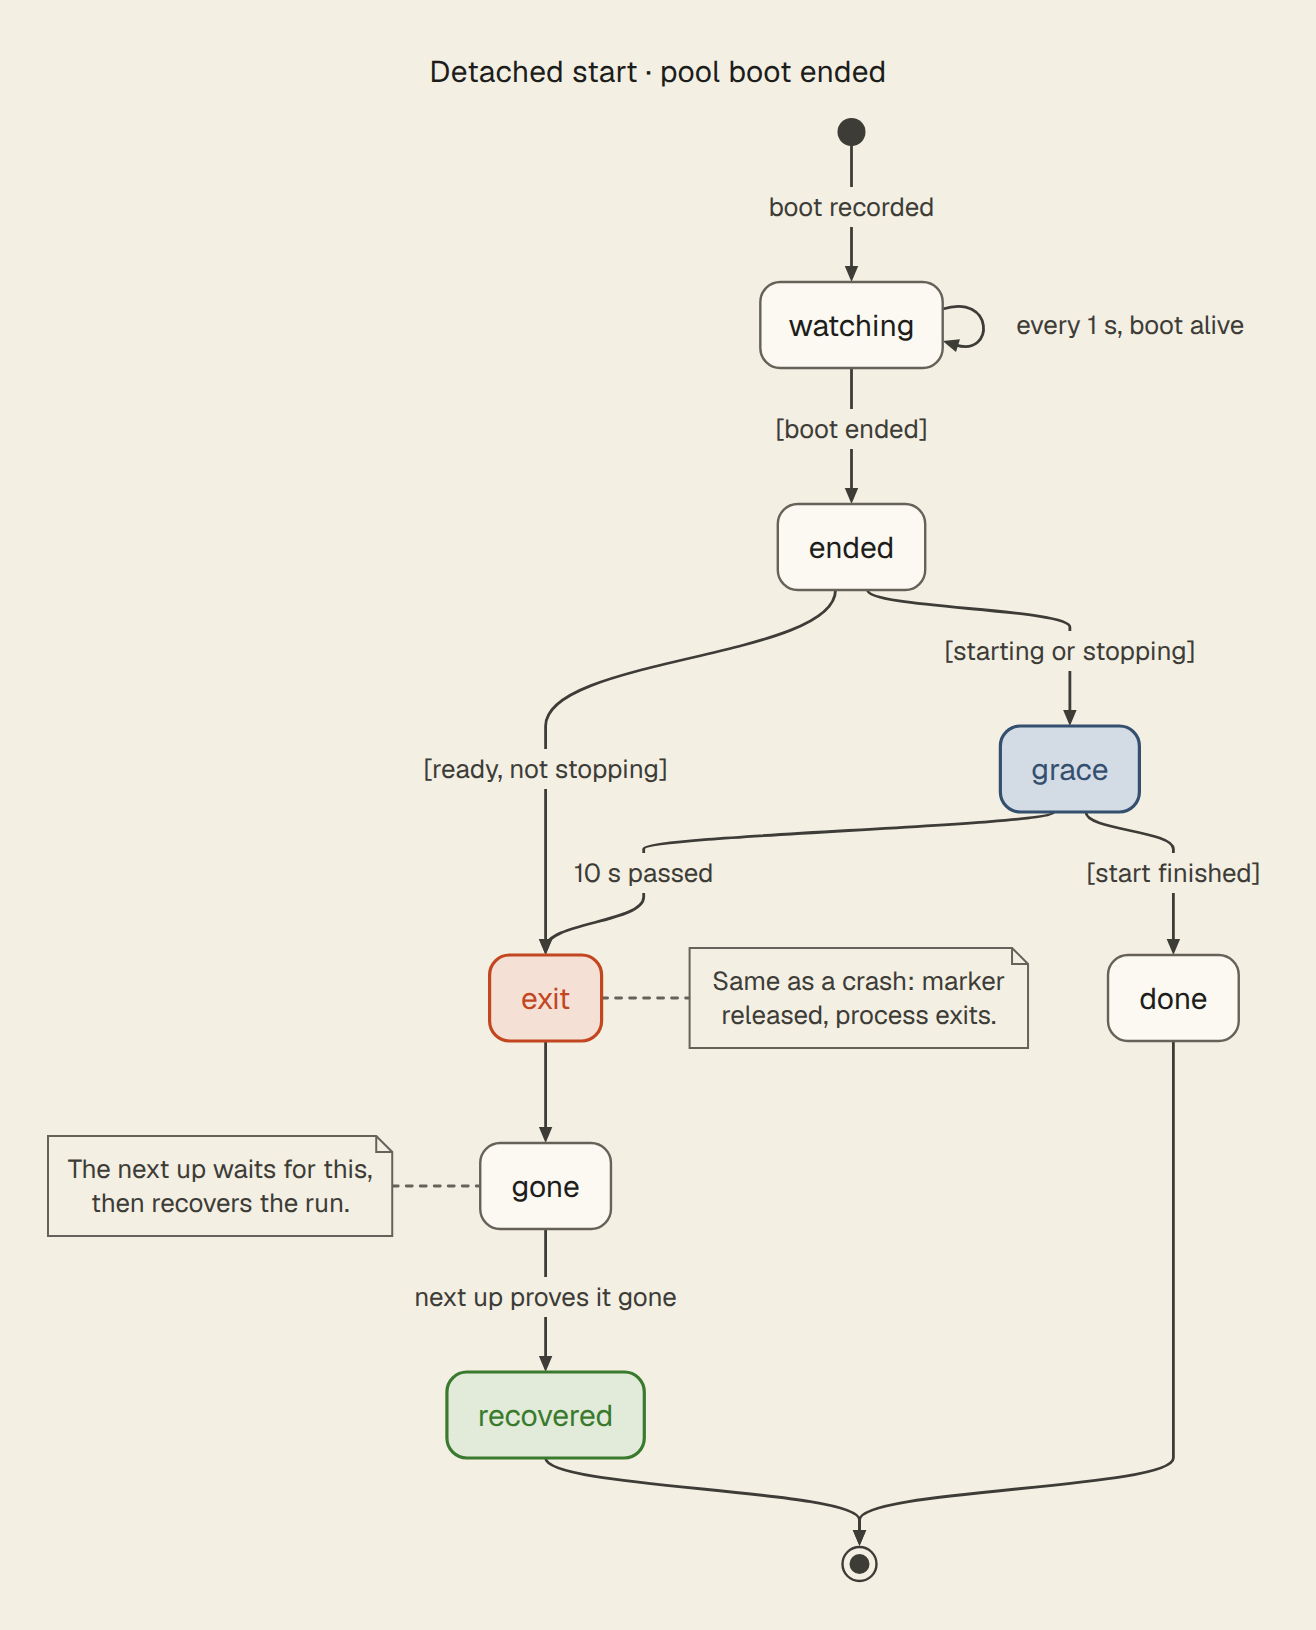 Detached start · pool boot ended
boot recorded
watching
every 1 s, boot alive
[boot ended]
ended
[starting or stopping]
[ready, not stopping]
grace
10 s passed
[start finished]
exit
Same as a crash: marker
released, process exits.
done
The next up waits for this,
then recovers the run.
gone
next up proves it gone
recovered